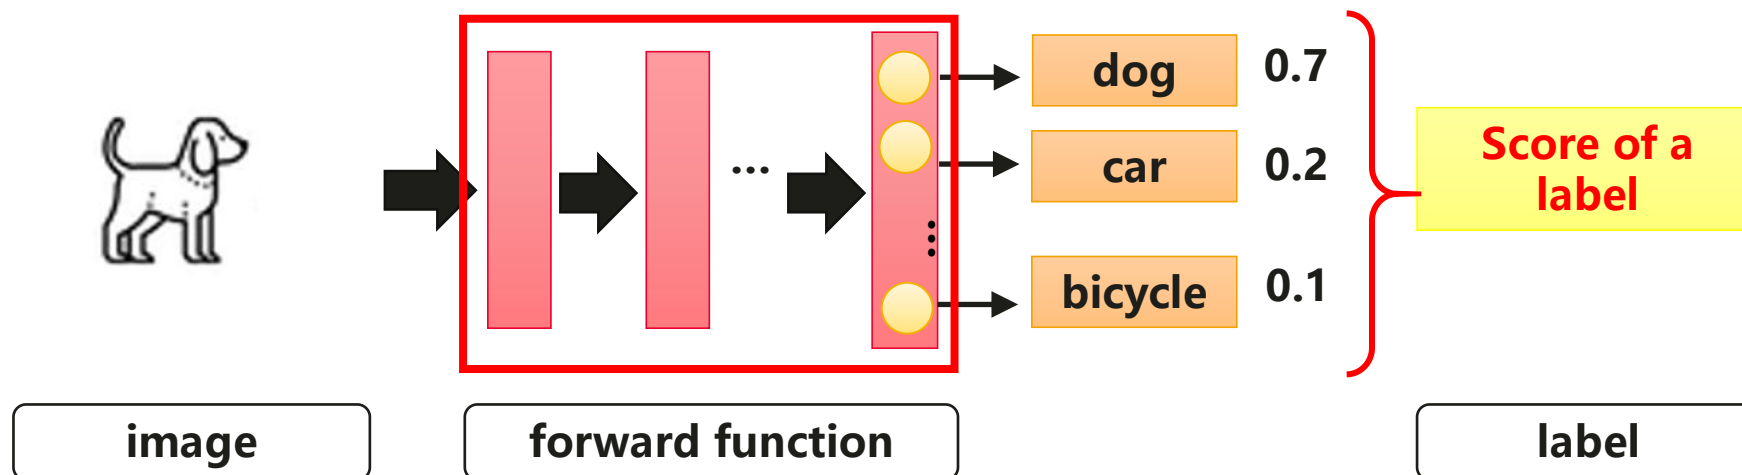 dog 0.7
car 0.2
bicycle 0.1
...
...
Score of a
label
image
forward function
label